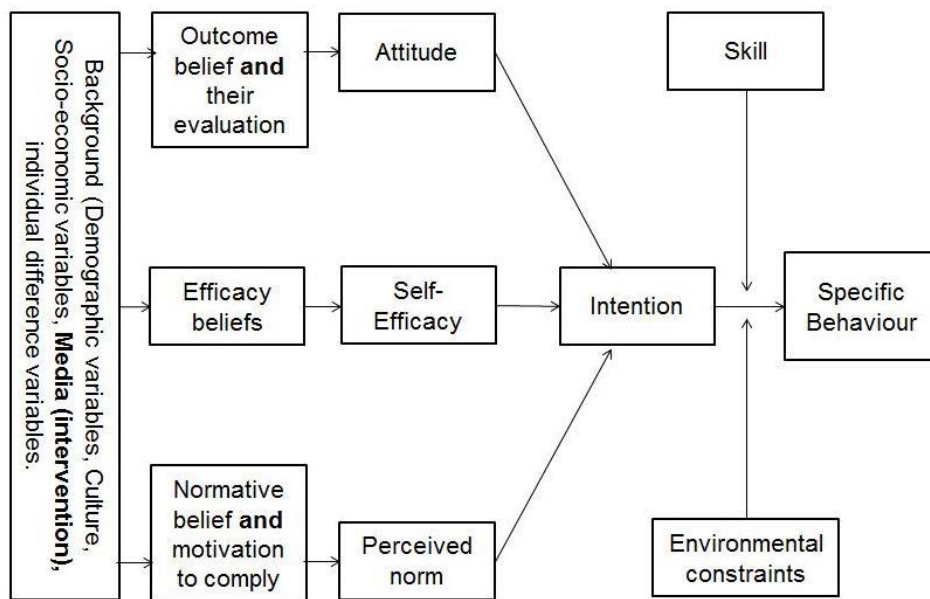 Background (Demographic variables, Culture,
Socio-economic variables, Media (intervention),
individual difference variables.
Outcome
belief and
their
evaluation
Attitude
Skill
Efficacy
beliefs
Self-
Efficacy
Intention
Specific
Behaviour
Normative
belief and
motivation
to comply
Perceived
norm
Environmental
constraints